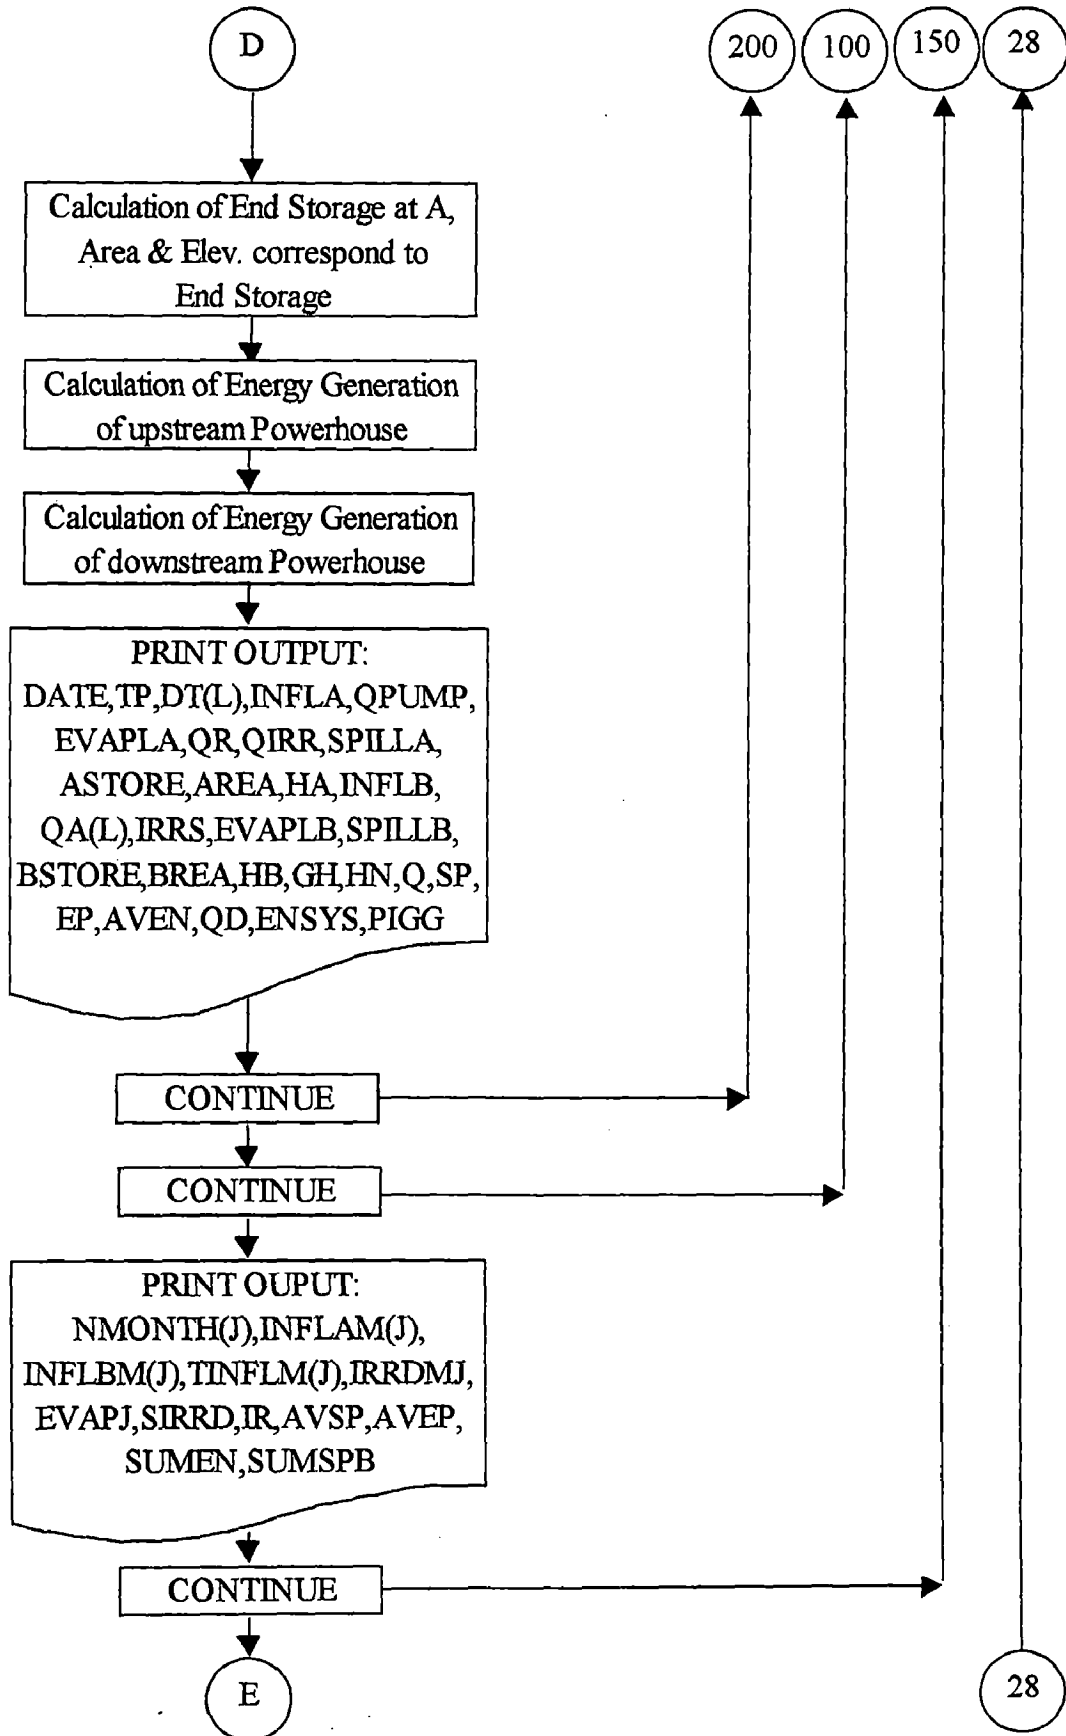 D
200
100
150
28
Calculation of End Storage at A,
Area & Elev. correspond to
End Storage
Calculation of Energy Generation
of upstream Powerhouse
Calculation of Energy Generation
of downstream Powerhouse
PRINT OUTPUT:
DATE,TP,DT(L),INFLA,QPUMP,
EVAPLA,QR,QIRR,SPILLA,
ASTORE,AREA,HA,INFLB,
QA(L),IRRS,EVAPLB,SPILLB,
BSTORE,BREA,HB,GH,HN,Q,SP,
EP,AVEN,QD,ENSYS,PIGG
CONTINUE
CONTINUE
PRINT OUPUT:
NMONTH(J),INFLAM(J),
INFLBM(J),TINFLM(J),IRRDMJ,
EVAPJ,SIRRD,IR,AVSP,AVEP,
SUMEN,SUMSPB
CONTINUE
E
28